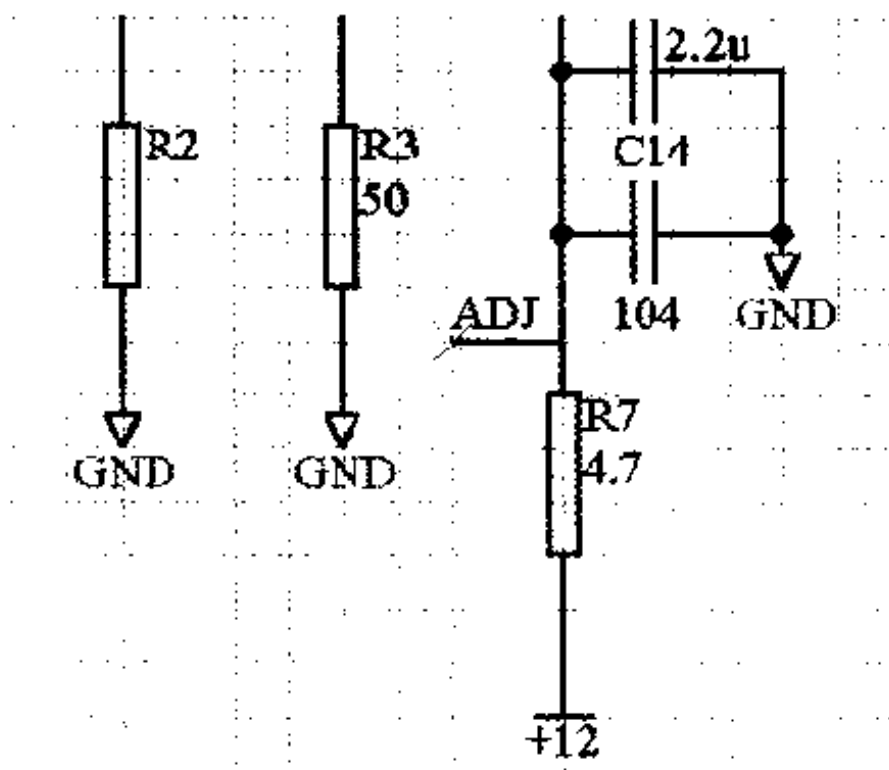 2.2u
R2
R3
50
C14
ADJ
104
GND
R7
4.7
GND
GND
+12